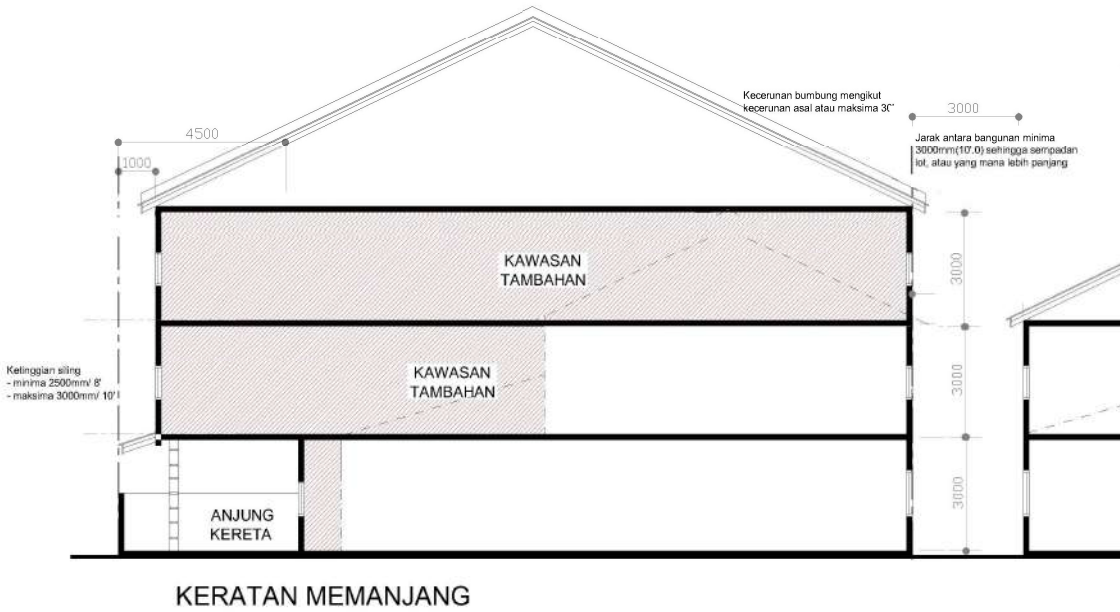 Kecerunan bumbung mengikut
kecerunan asal atau maksima 30°
3000
4500
Jarak antara bangunan minima
3000mm(10'.0) sehingga sempadan
lot, atau yang mana lebih panjang
1000
KAWASAN
TAMBAHAN
3000
Ketinggian siling
- minima 2500mm/ 8'
- maksima 3000mm/ 10'
KAWASAN
TAMBAHAN
3000
ANJUNG
KERETA
3000
KERATAN MEMANJANG